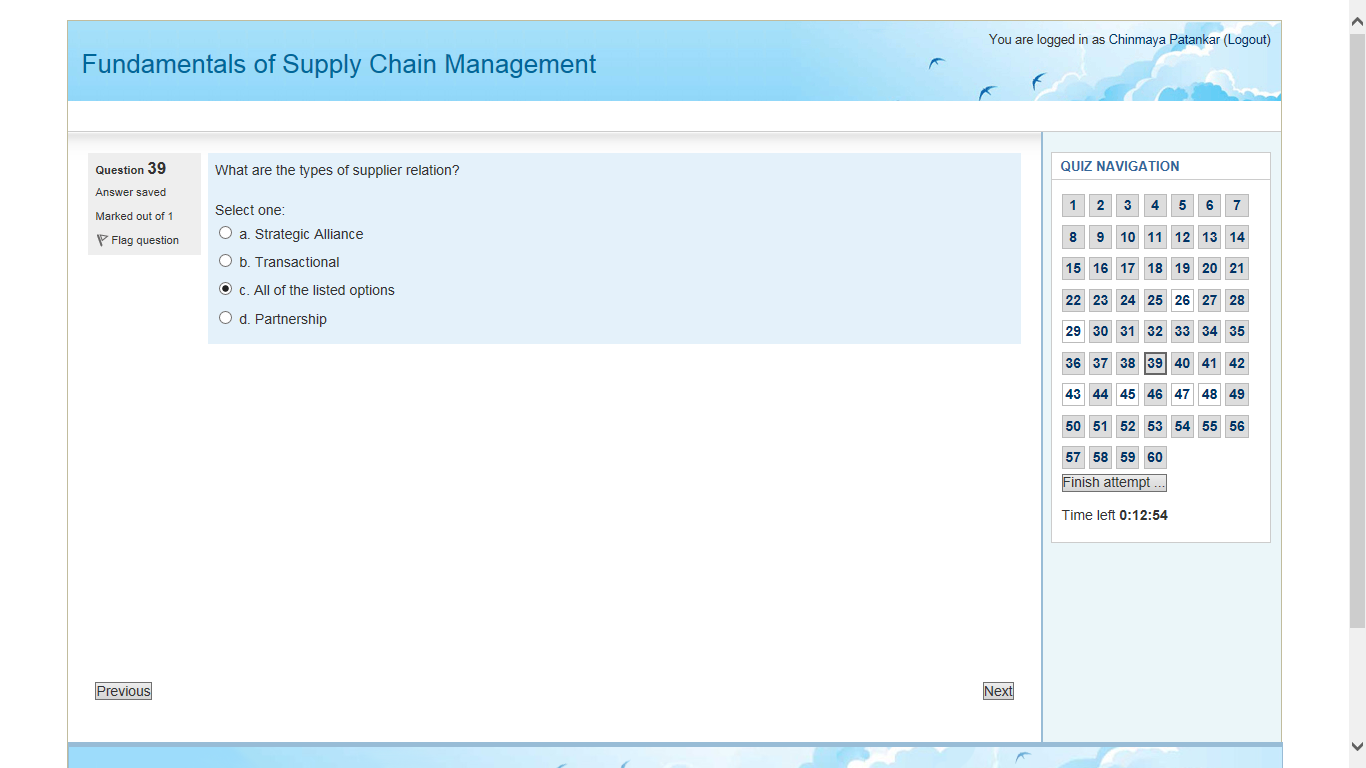 You are logged in as Chinmaya Patankar (Logout)
Fundamentals of Supply Chain Management
Question 39
Answer saved
Marked out of 1
Flag question
What are the types of supplier relation?
Select one:
a. Strategic Alliance
b. Transactional
c. All of the listed options
d. Partnership
Previous
Next
QUIZ NAVIGATION
1 2 3 4 5 6 7
8 9 10 11 12 13 14
15 16 17 18 19 20 21
22 23 24 25 26 27 28
29 30 31 32 33 34 35
36 37 38 39 40 41 42
43 44 45 46 47 48 49
50 51 52 53 54 55 56
57 58 59 60
Finish attempt ...
Time left 0:12:54